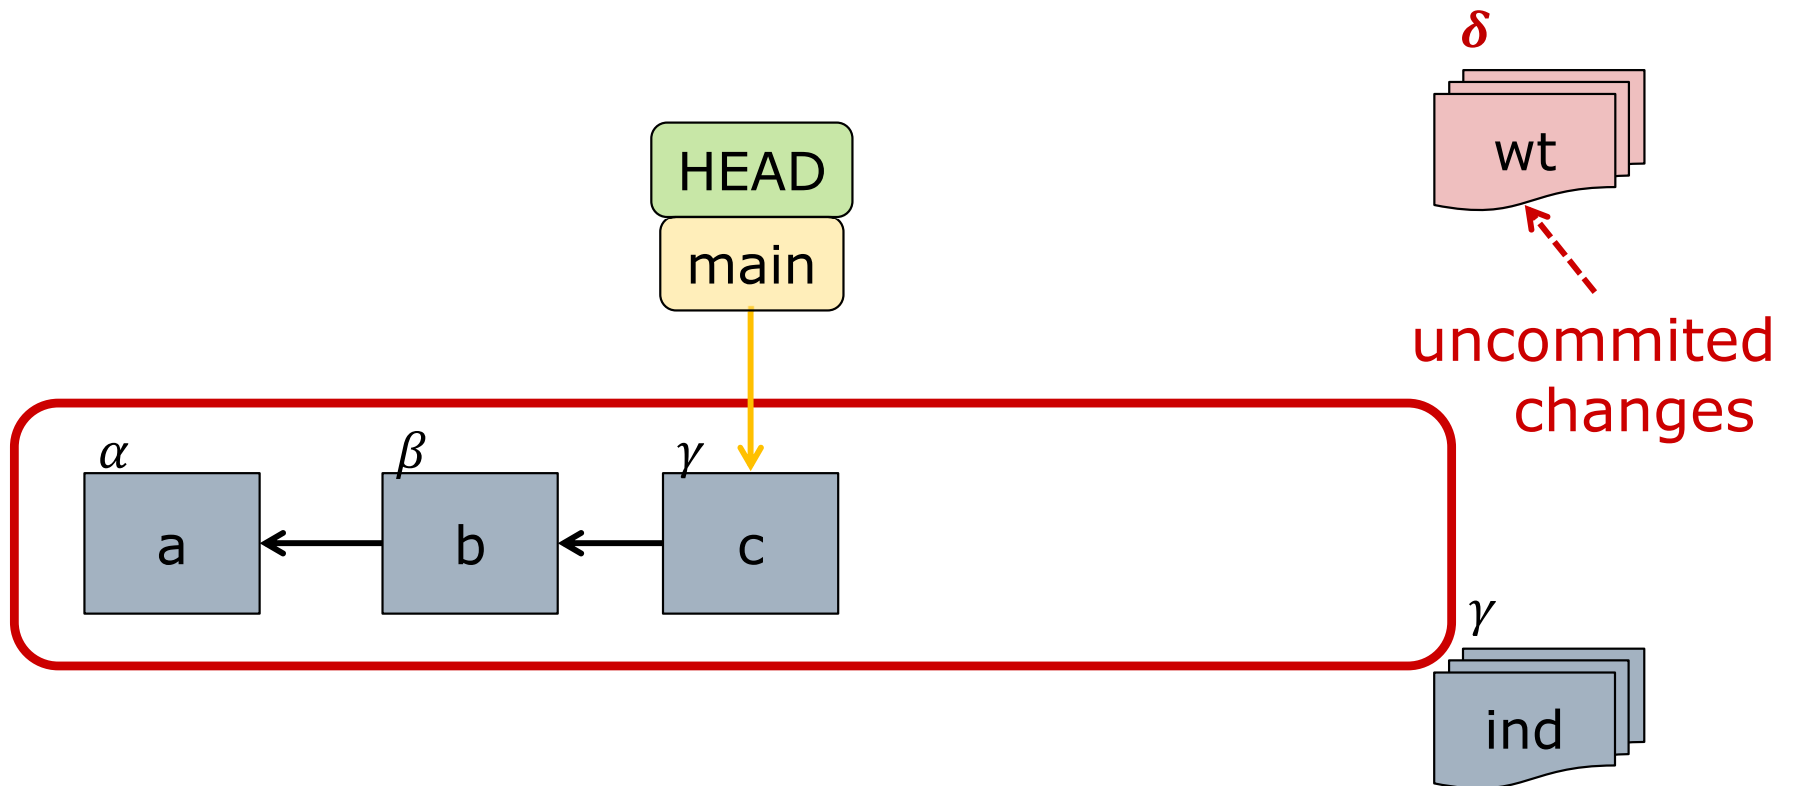 𝜹
wt
HEAD
main
uncommited
changes
𝛼
𝛽
𝛾
a
b
c
𝛾
ind